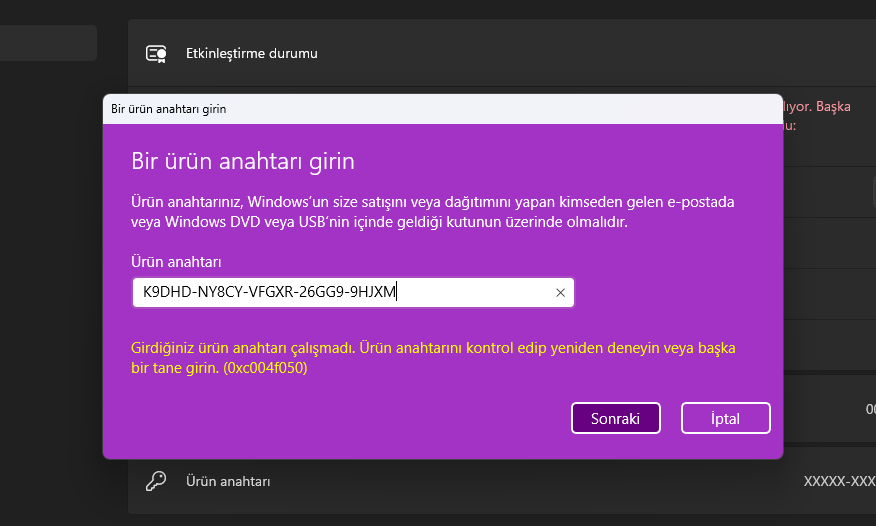 Etkinleştirme durumu
Bir ürün anahtarı girin
lıyor. Başka
Bir ürün anahtarı girin
Ürün anahtarınız, Windows'un size satışını veya dağıtımını yapan kimseden gelen e-postada
veya Windows DVD veya USB'nin içinde geldiği kutunun üzerinde olmalıdır.
Ürün anahtarı
K9DHD-NY8CY-VFGXR-26GG9-9HJXM
Girdiğiniz ürün anahtarı çalışmadı. Ürün anahtarını kontrol edip yeniden deneyin veya başka
bir tane girin. (0xc004f050)
Sonraki
İptal
Ürün anahtarı
XXXXX-XXX